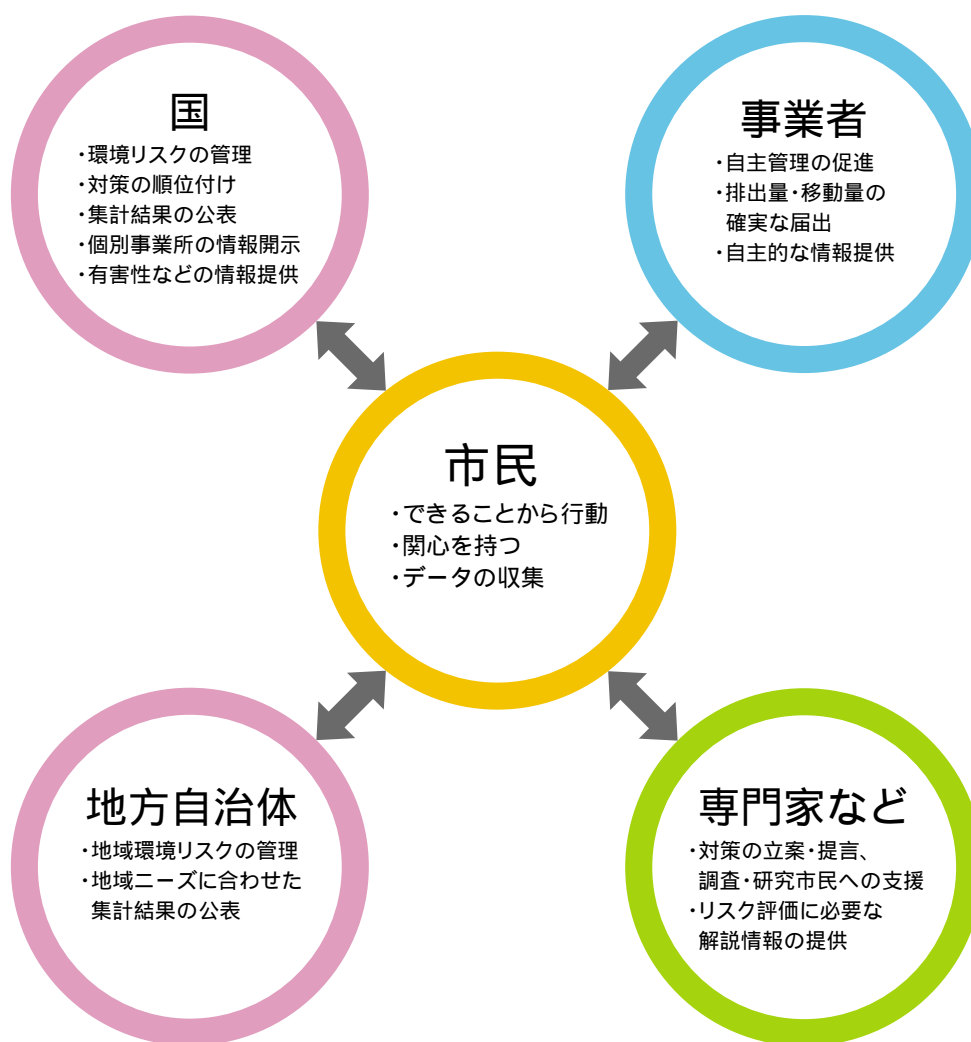 国
・環境リスクの管理
・対策の順位付け
・集計結果の公表
・個別事業所の情報開示
・有害性などの情報提供
事業者
・自主管理の促進
・排出量・移動量の
確実な届出
・自主的な情報提供
市民
・できることから行動
・関心を持つ
・データの収集
地方自治体
・地域環境リスクの管理
・地域ニーズに合わせた
集計結果の公表
専門家など
・対策の立案・提言、
調査・研究市民への支援
・リスク評価に必要な
解説情報の提供